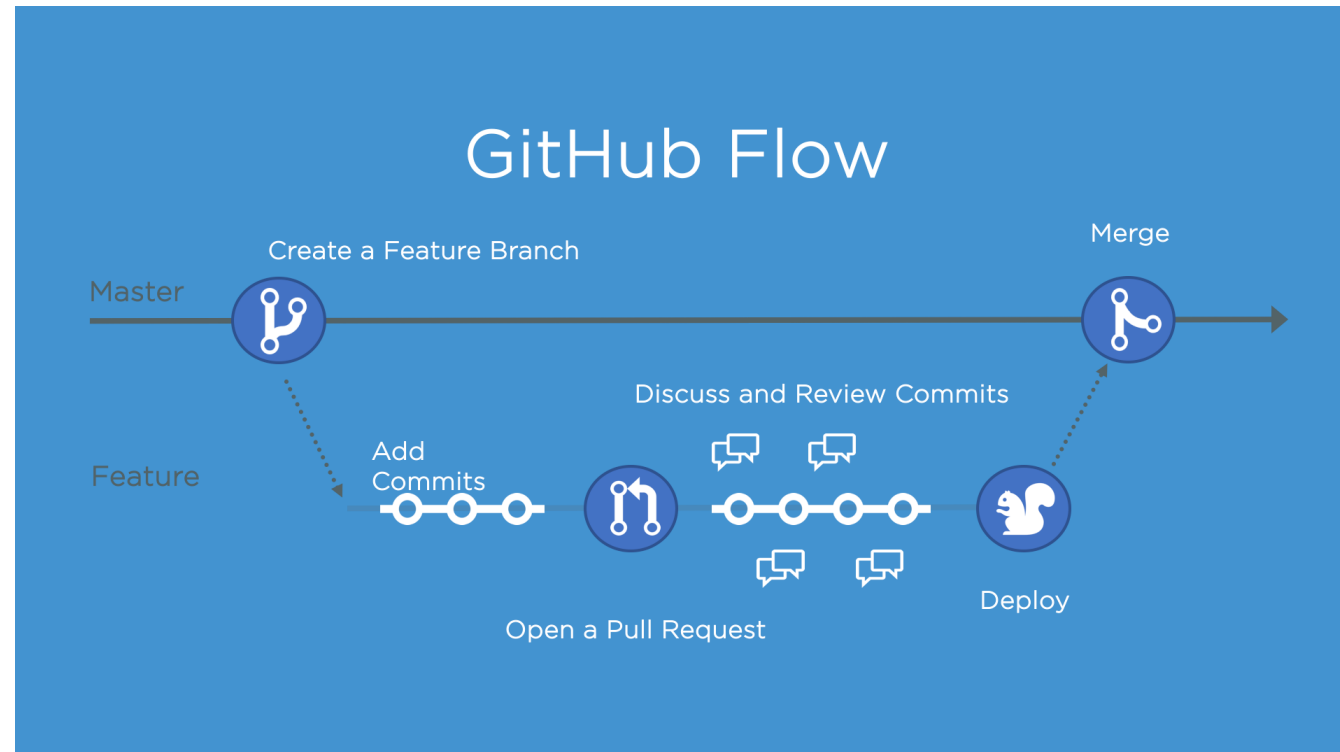 GitHub Flow
Create a Feature Branch
Merge
Master
Discuss and Review Commits
Add
Commits
Feature
Deploy
Open a Pull Request